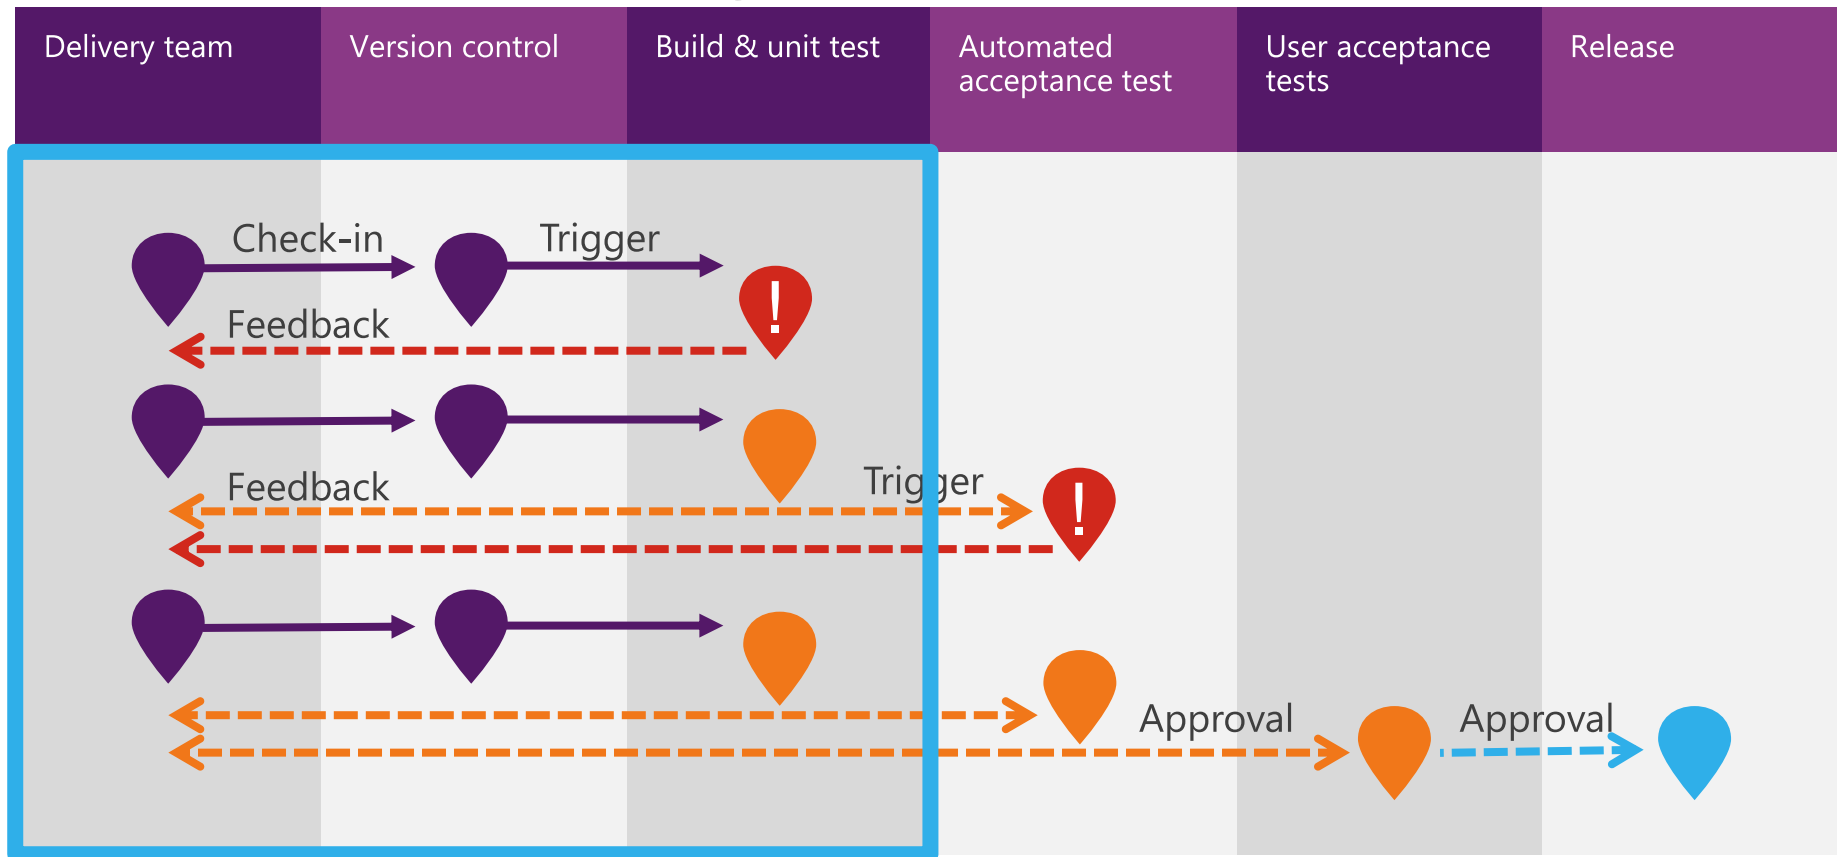 Delivery team
Version control
Build & unit test
Automated
acceptance test
User acceptance
tests
Release
Check-in
Trigger
!
Feedback
Feedback
Trigger
!
Approval
Approval